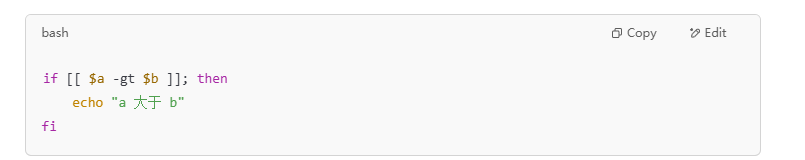 bash
Copy
Edit
if [[ $a -gt $b ]]; then
    echo "a 大于 b"
fi